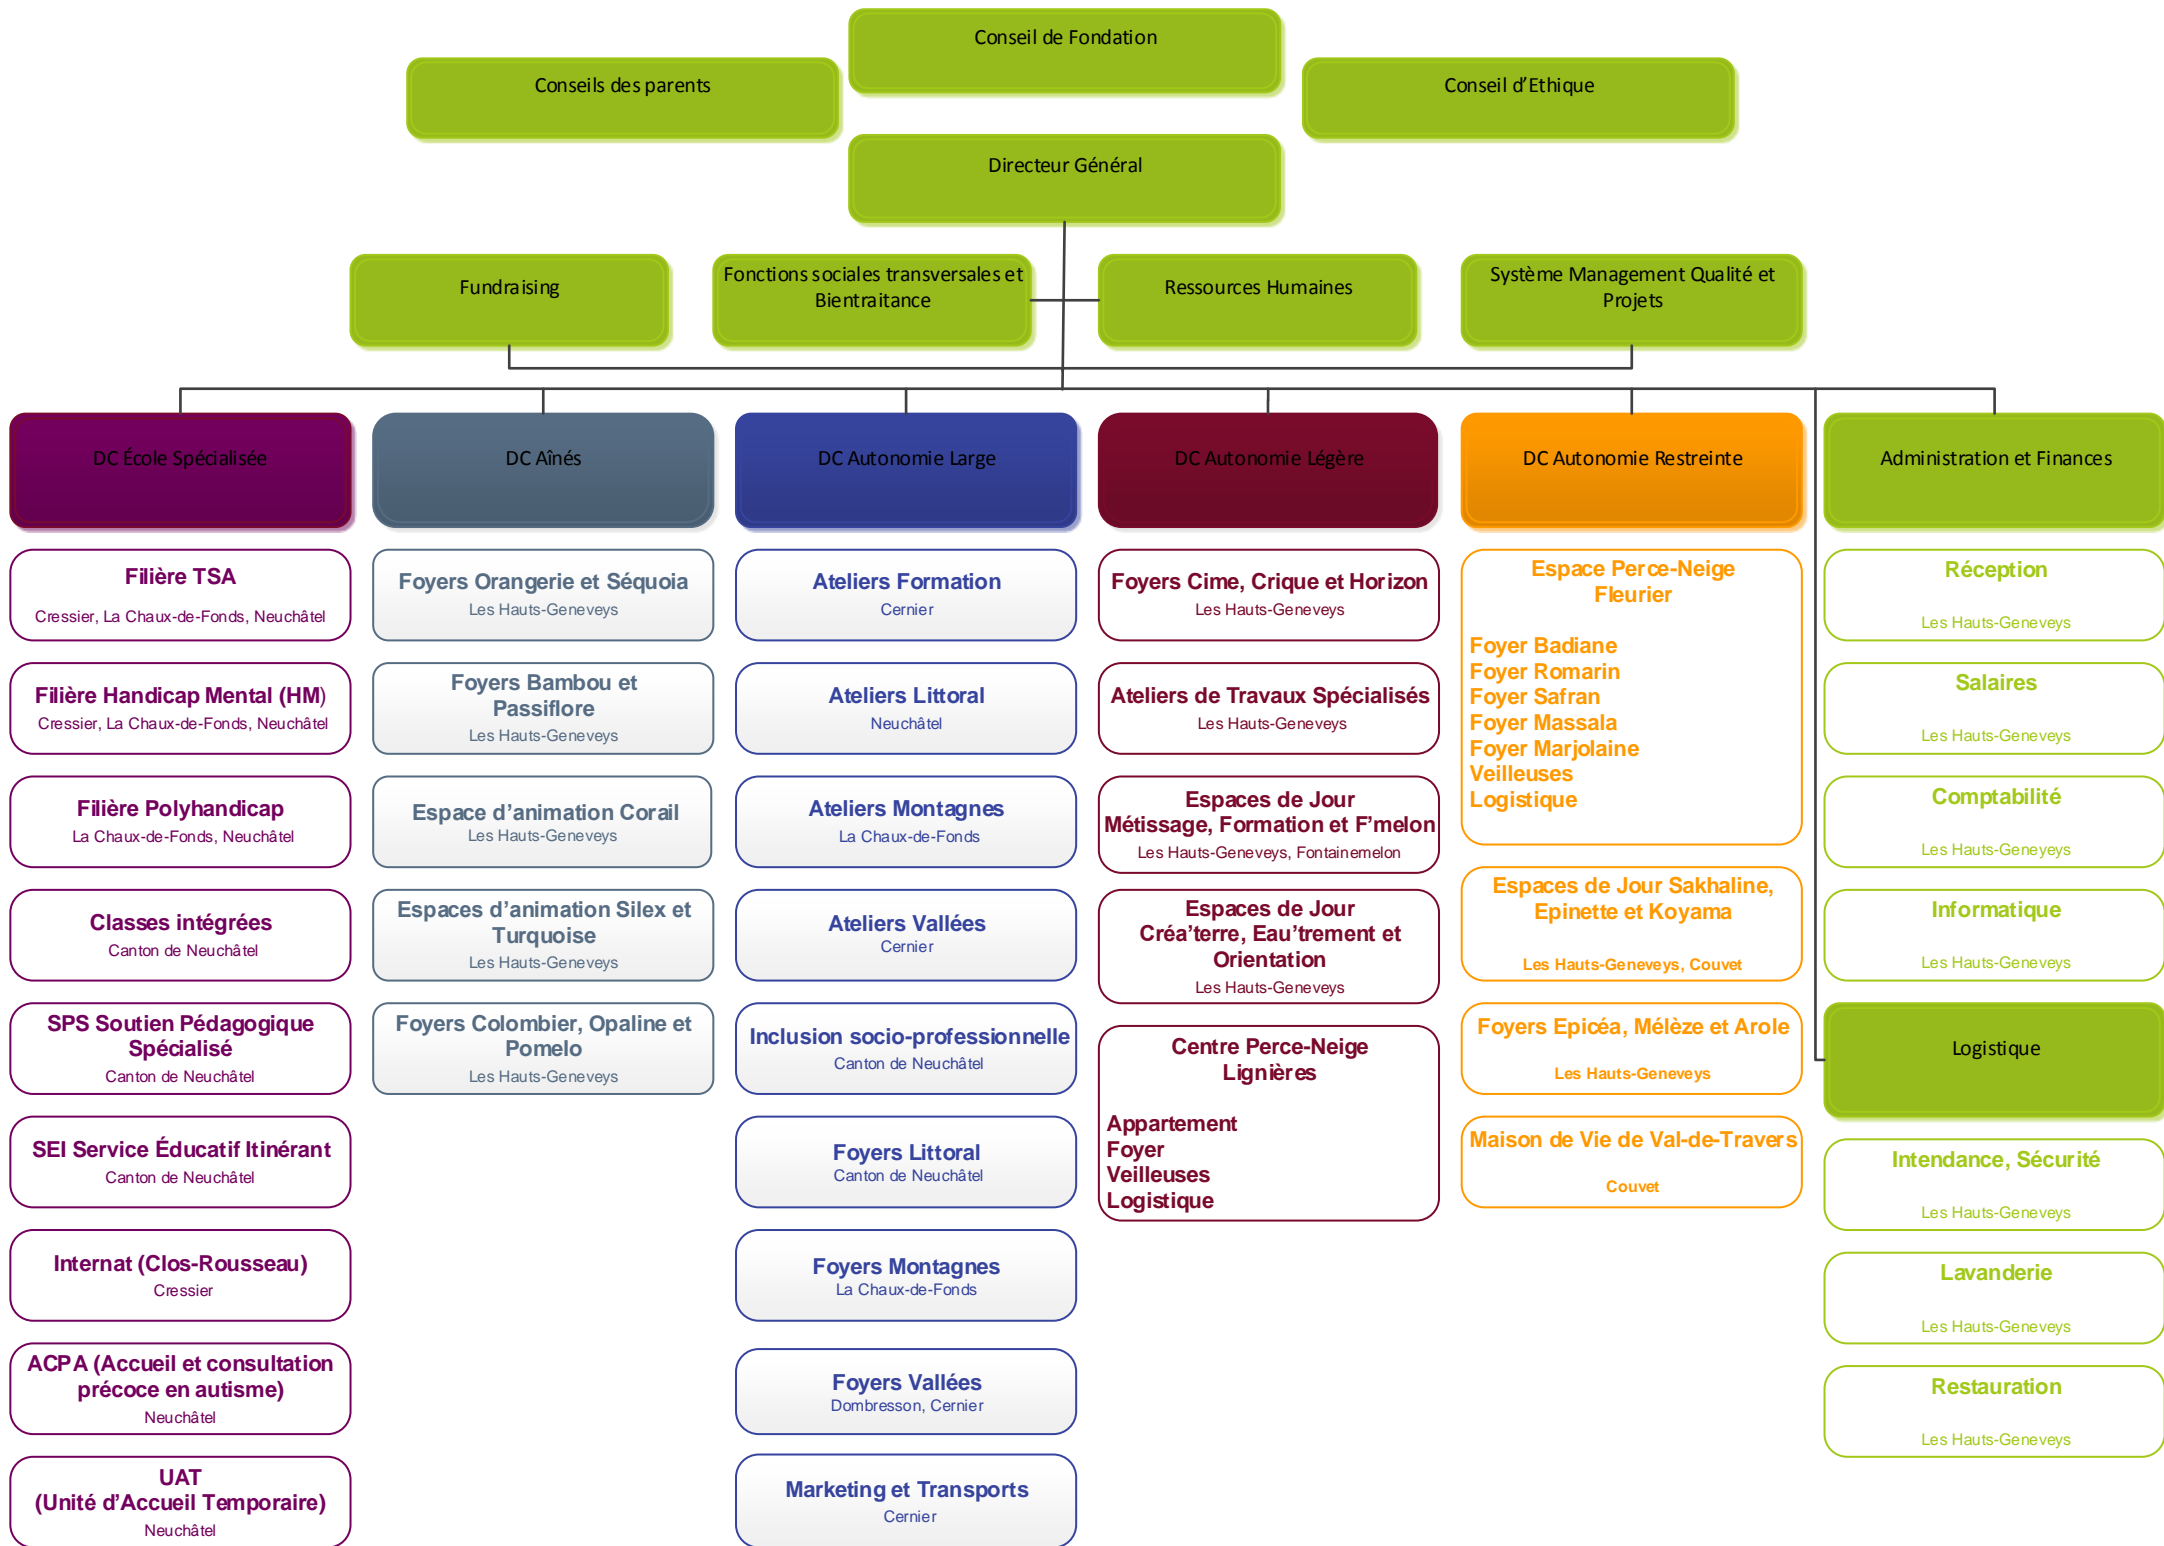 Conseil de Fondation
Conseils des parents
Conseil d’Ethique
Directeur Général
Fundraising
Fonctions sociales transversales et
Bientraitance
Ressources Humaines
Système Management Qualité et
Projets
DC École Spécialisée
DC Aînés
DC Autonomie Large
DC Autonomie Légère
DC Autonomie Restreinte
Administration et Finances
Filière TSA
Cressier, La Chaux-de-Fonds, Neuchâtel
Filière Handicap Mental (HM)
Cressier, La Chaux-de-Fonds, Neuchâtel
Filière Polyhandicap
La Chaux-de-Fonds, Neuchâtel
Classes intégrées
Canton de Neuchâtel
SPS Soutien Pédagogique
Spécialisé
Canton de Neuchâtel
SEI Service Éducatif Itinérant
Canton de Neuchâtel
Internat (Clos-Rousseau)
Cressier
ACPA (Accueil et consultation
précoce en autisme)
Neuchâtel
UAT
(Unité d’Accueil Temporaire)
Neuchâtel
Foyers Orangerie et Séquoia
Les Hauts-Geneveys
Foyers Bambou et
Passiflore
Les Hauts-Geneveys
Espace d’animation Corail
Les Hauts-Geneveys
Espaces d’animation Silex et
Turquoise
Les Hauts-Geneveys
Foyers Colombier, Opaline et
Pomelo
Les Hauts-Geneveys
Ateliers Formation
Cernier
Ateliers Littoral
Neuchâtel
Ateliers Montagnes
La Chaux-de-Fonds
Ateliers Vallées
Cernier
Inclusion socio-professionnelle
Canton de Neuchâtel
Foyers Littoral
Canton de Neuchâtel
Foyers Montagnes
La Chaux-de-Fonds
Foyers Vallées
Dombresson, Cernier
Marketing et Transports
Cernier
Foyers Cime, Crique et Horizon
Les Hauts-Geneveys
Ateliers de Travaux Spécialisés
Les Hauts-Geneveys
Espaces de Jour
Métissage, Formation et F’melon
Les Hauts-Geneveys, Fontainemelon
Espaces de Jour
Créa’terre, Eau’trement et
Orientation
Les Hauts-Geneveys
Centre Perce-Neige
Lignières
Appartement
Foyer
Veilleuses
Logistique
Espace Perce-Neige
Fleurier
Foyer Badiane
Foyer Romarin
Foyer Safran
Foyer Massala
Foyer Marjolaine
Veilleuses
Logistique
Espaces de Jour Sakhaline,
Epinette et Koyama
Les Hauts-Geneveys, Couvet
Foyers Epicéa, Mélèze et Arole
Les Hauts-Geneveys
Maison de Vie de Val-de-Travers
Couvet
Réception
Les Hauts-Geneveys
Salaires
Les Hauts-Geneveys
Comptabilité
Les Hauts-Geneyeys
Informatique
Les Hauts-Geneveys
Logistique
Intendance, Sécurité
Les Hauts-Geneveys
Lavanderie
Les Hauts-Geneveys
Restauration
Les Hauts-Geneveys